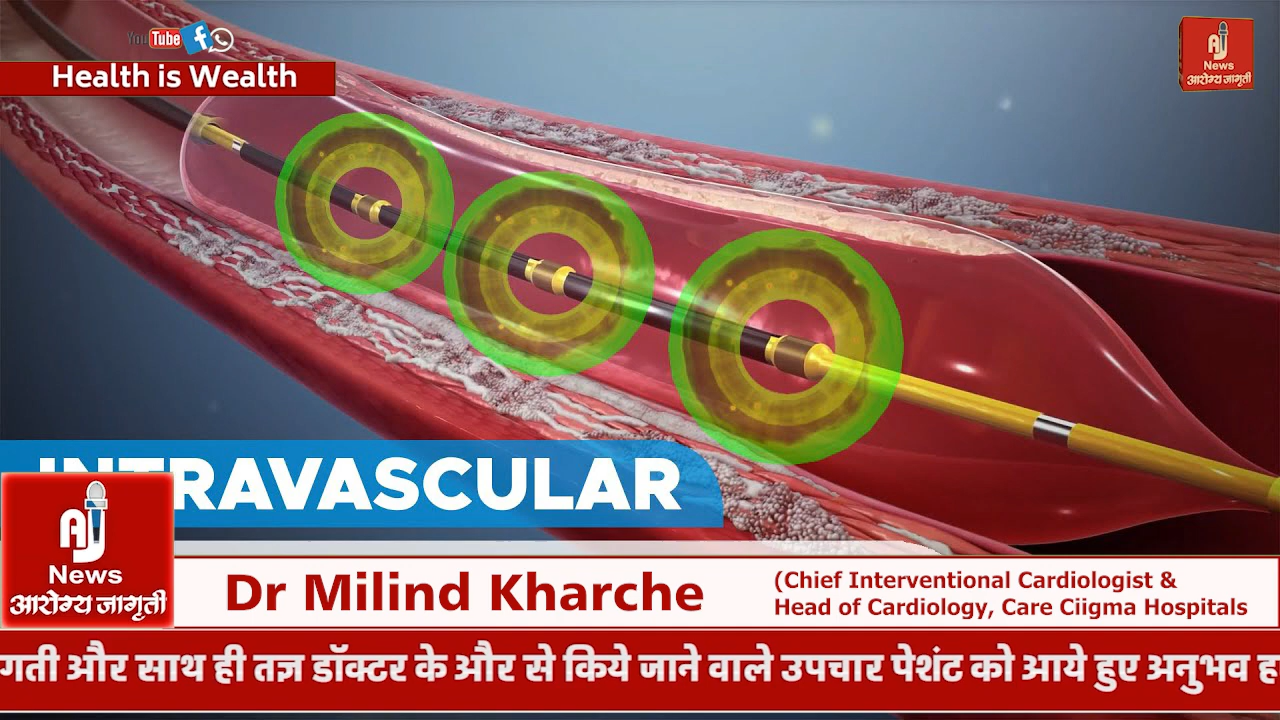 YouTube
Health is Wealth
AJ
News
आरोग्य जागृती
INTRAVASCULAR
AJ
News
आरोग्य जागृती
Dr Milind Kharche
(Chief Interventional Cardiologist &
Head of Cardiology, Care Ciigma Hospitals
गती और साथ ही तज्ञ डॉक्टर के और से किये जाने वाले उपचार पेशंट को आये हुए अनुभव ह